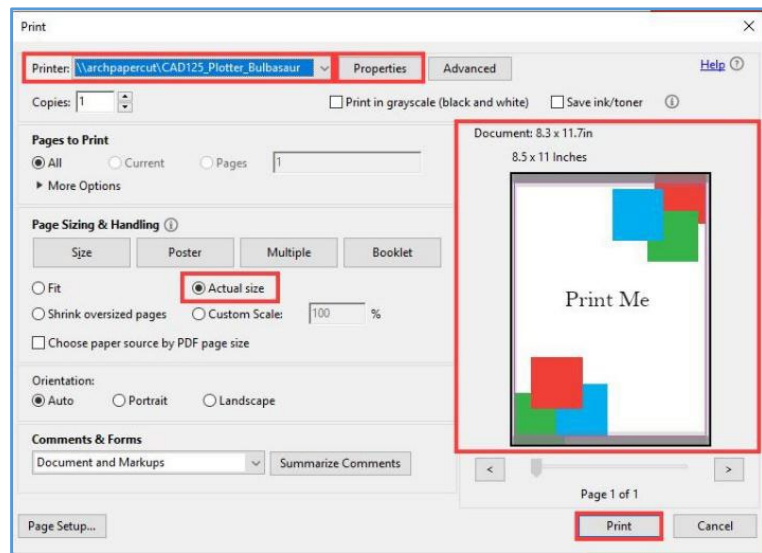 Print
Printer: \\archpapercut\CAD125_Plotter_Bulbasaur Properties Advanced Help
Copies: 1 Print in grayscale (black and white) Save ink/toner
Pages to Print
All Current Pages 1
More Options
Page Sizing & Handling
Size Poster Multiple Booklet
Fit Actual size
Shrink oversized pages Custom Scale: 100 %
Choose paper source by PDF page size
Orientation:
Auto Portrait Landscape
Comments & Forms
Document and Markups Summarize Comments
Document: 8.3 x 11.7in
8.5 x 11 Inches
Print Me
< >
Page 1 of 1
Page Setup... Print Cancel